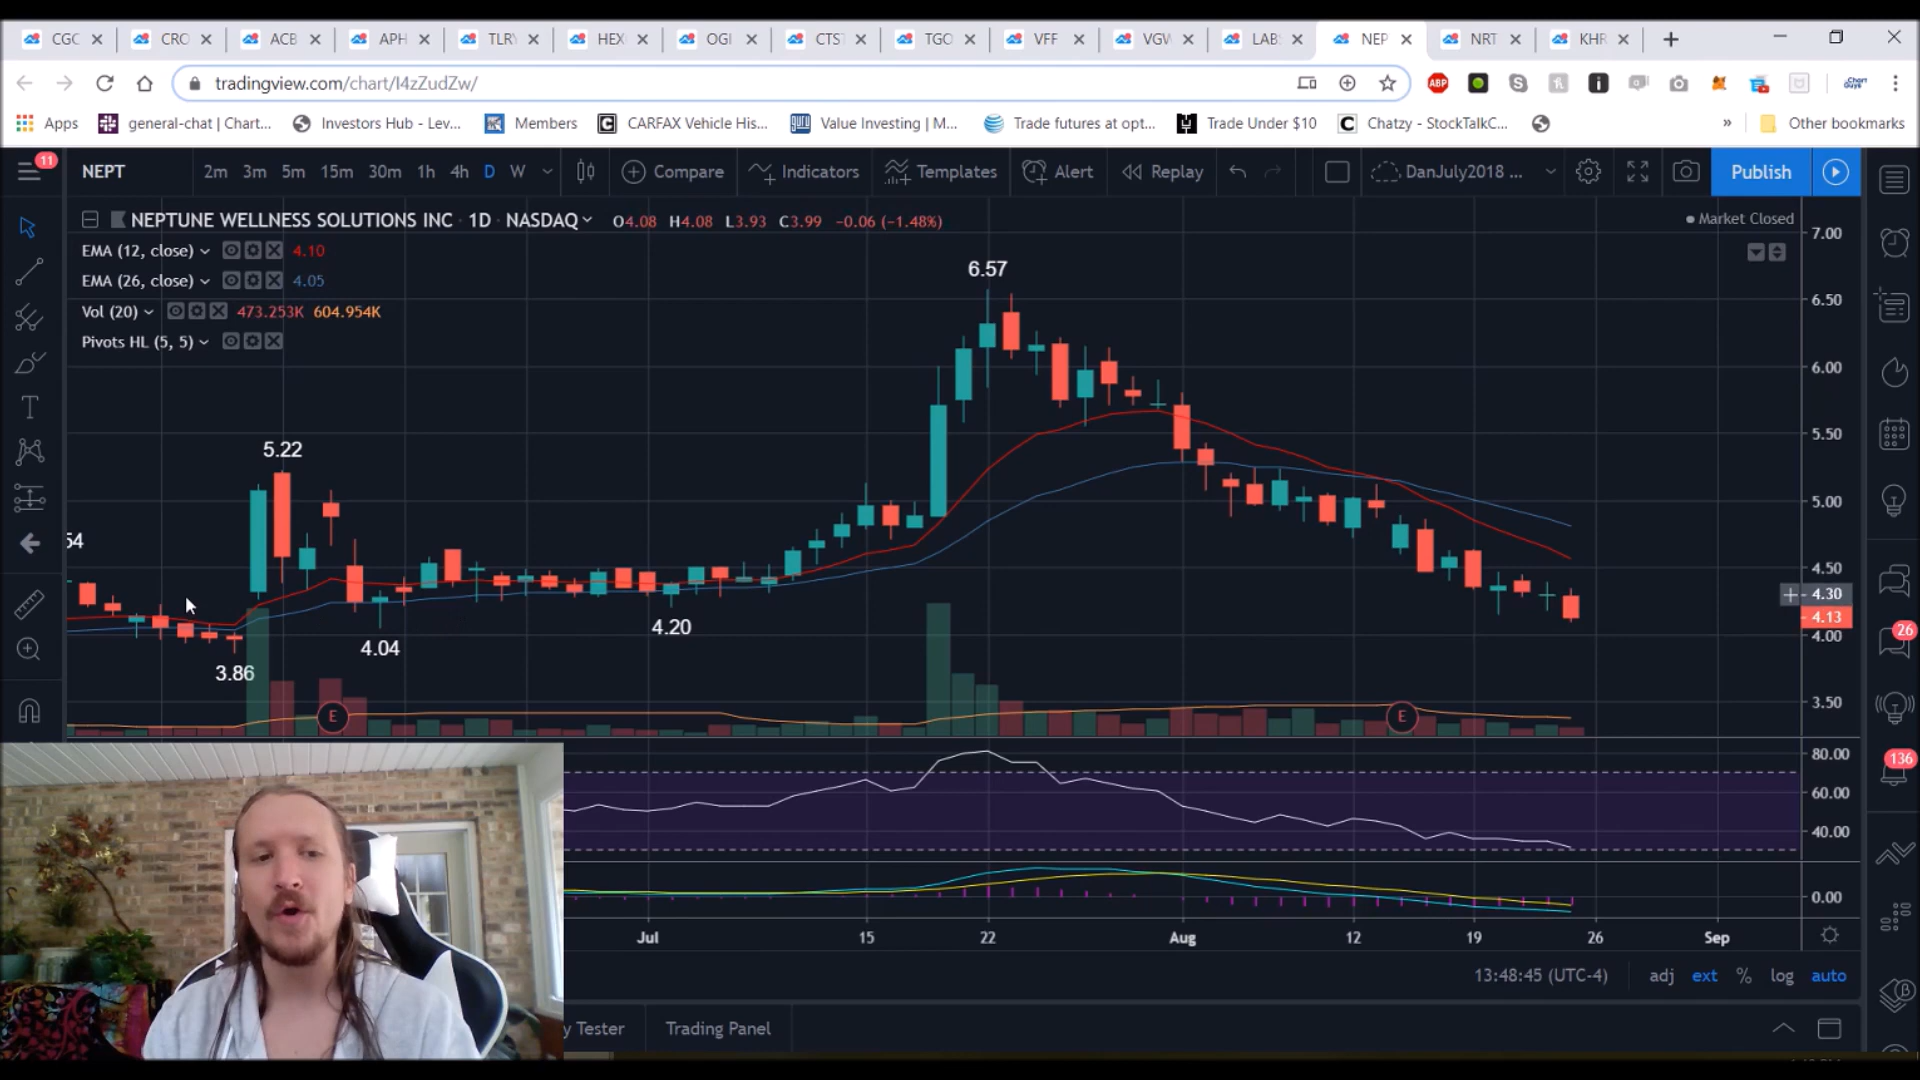 CGC CRO ACB APH TLRY HEX OGI CTST TGO VFF VGW LAB NEP NRT KHR
tradingview.com/chart/I4zZudZw/
ABP
Apps general-chat | Chart... Investors Hub - Lev... Members CARFAX Vehicle His... Value Investing | M... Trade futures at opt... Trade Under $10 Chatzy - StockTalkC... » Other bookmarks
11 NEPT 2m 3m 5m 15m 30m 1h 4h D W Compare Indicators Templates Alert Replay DanJuly2018 ... Publish
NEPTUNE WELLNESS SOLUTIONS INC · 1D · NASDAQ O4.08 H4.08 L3.93 C3.99 −0.06 (−1.48%) Market Closed
EMA (12, close) 4.10
EMA (26, close) 4.05
Vol (20) 473.253K 604.954K
Pivots HL (5, 5)
6.57
5.22
54
4.04
4.20
3.86
E E
7.00
6.50
6.00
5.50
5.00
4.50
4.30
4.13
4.00
3.50
80.00
60.00
40.00
0.00
26
136
Jul 15 22 Aug 12 19 26 Sep
13:48:45 (UTC-4) adj ext % log auto
y Tester Trading Panel